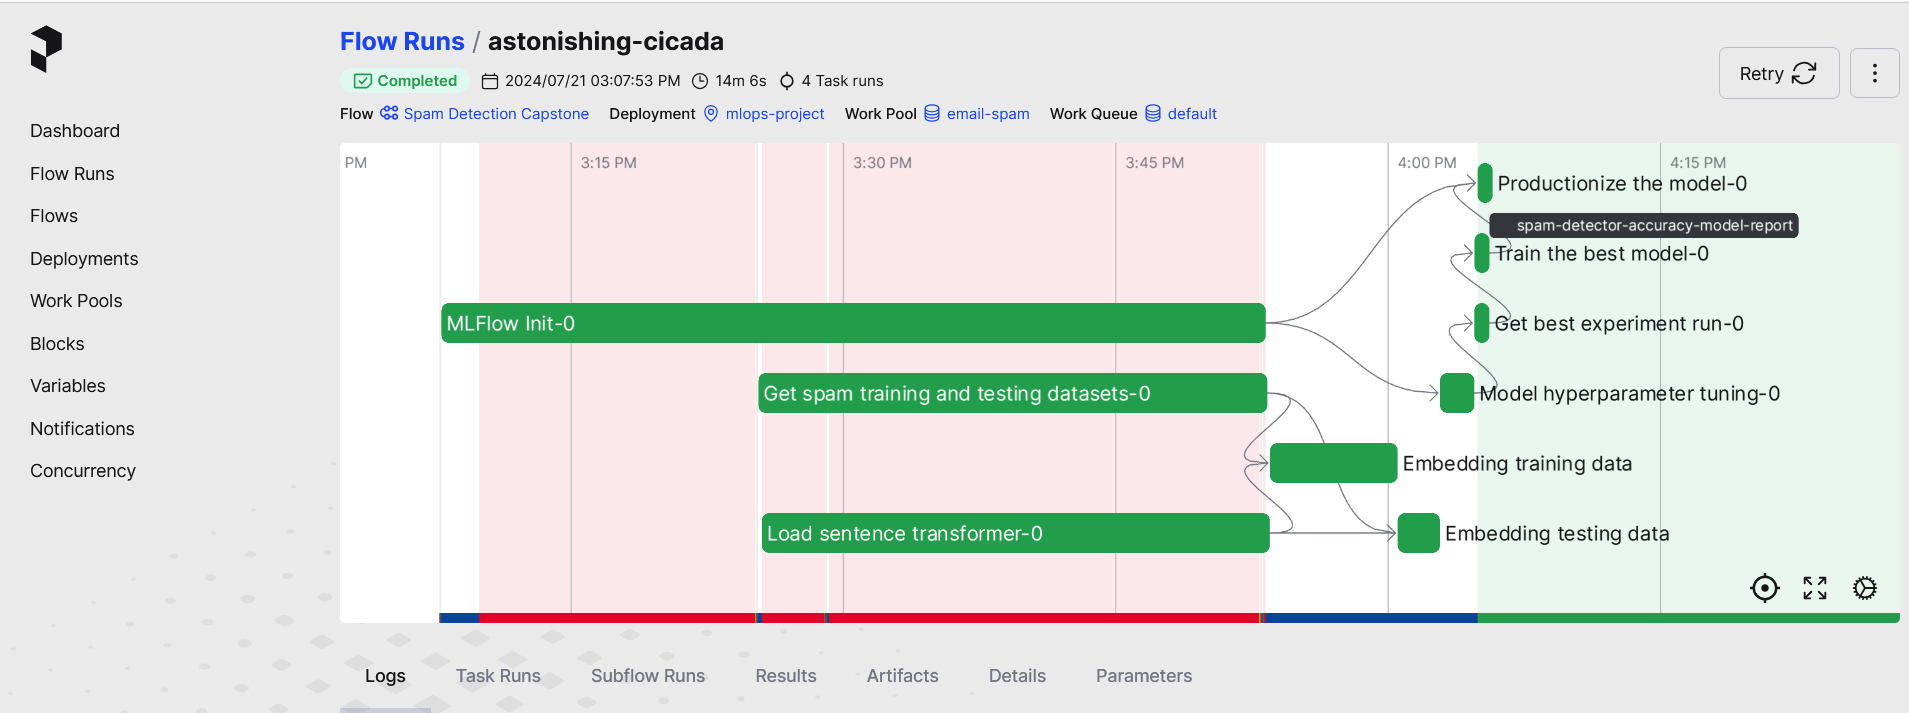 Flow Runs / astonishing-cicada
Completed 2024/07/21 03:07:53 PM 14m 6s 4 Task runs
Flow Spam Detection Capstone Deployment mlops-project Work Pool email-spam Work Queue default
Retry
Dashboard
Flow Runs
Flows
Deployments
Work Pools
Blocks
Variables
Notifications
Concurrency
PM 3:15 PM 3:30 PM 3:45 PM 4:00 PM 4:15 PM
Productionize the model-0
spam-detector-accuracy-model-report
Train the best model-0
MLFlow Init-0
Get best experiment run-0
Get spam training and testing datasets-0
Model hyperparameter tuning-0
Embedding training data
Load sentence transformer-0
Embedding testing data
Logs Task Runs Subflow Runs Results Artifacts Details Parameters